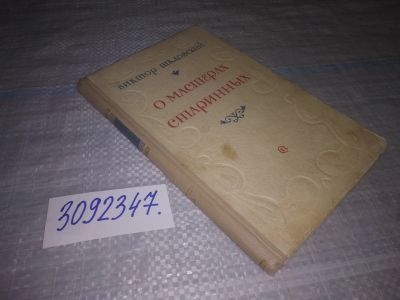 Виктор Шкловский
О мастерах
старинных
3092347.